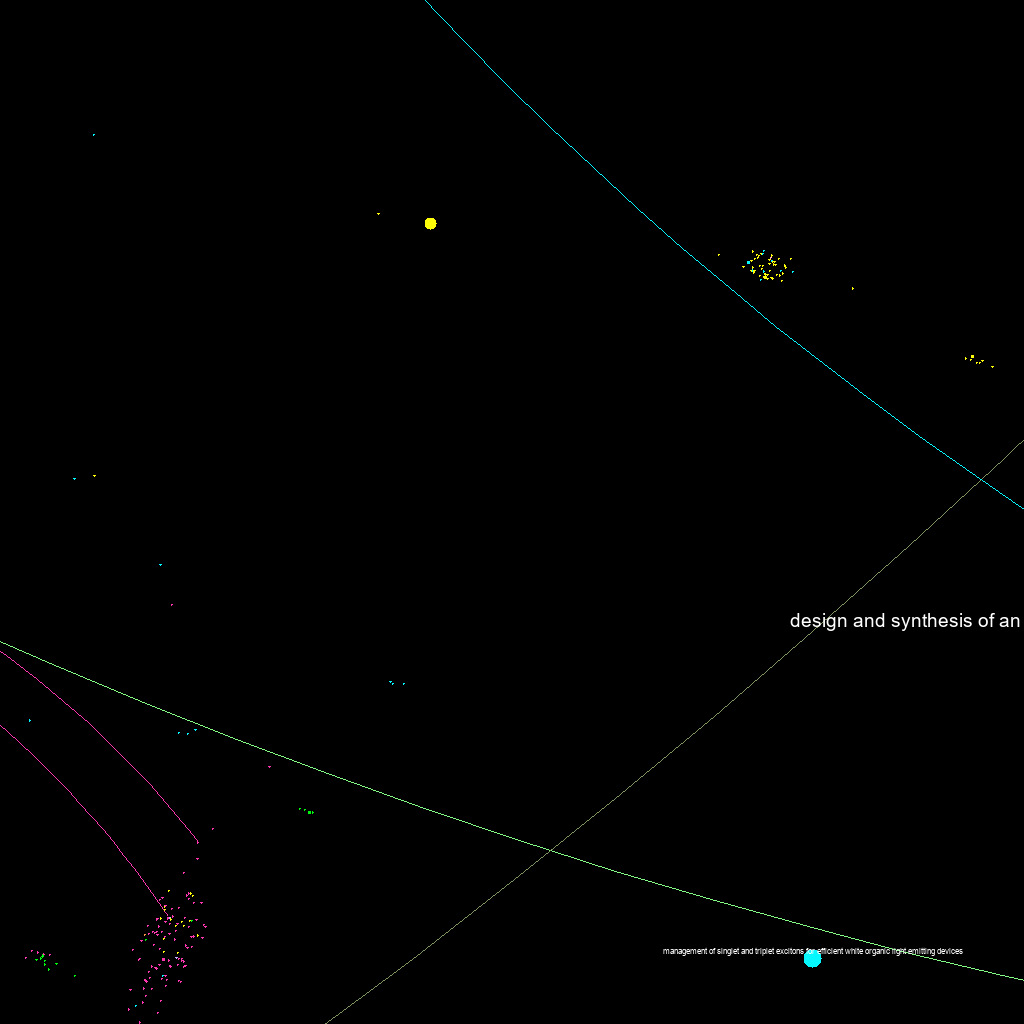 design and synthesis of an
management of singlet and triplet excitons for efficient white organic light emitting devices